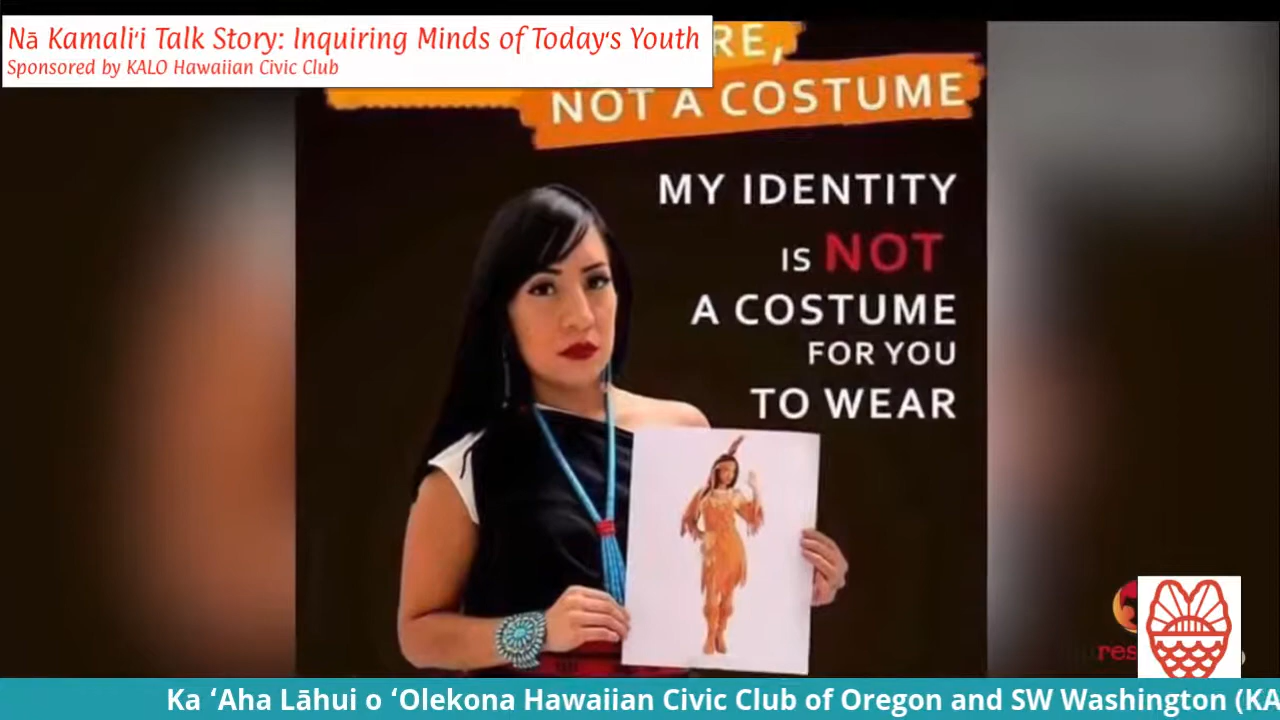 Nā Kamali'i Talk Story: Inquiring Minds of Today's Youth
Sponsored by KALO Hawaiian Civic Club
RE,
NOT A COSTUME
MY IDENTITY
IS NOT
A COSTUME
FOR YOU
TO WEAR
res
Ka ʻAha Lāhui o ʻOlekona Hawaiian Civic Club of Oregon and SW Washington (KA